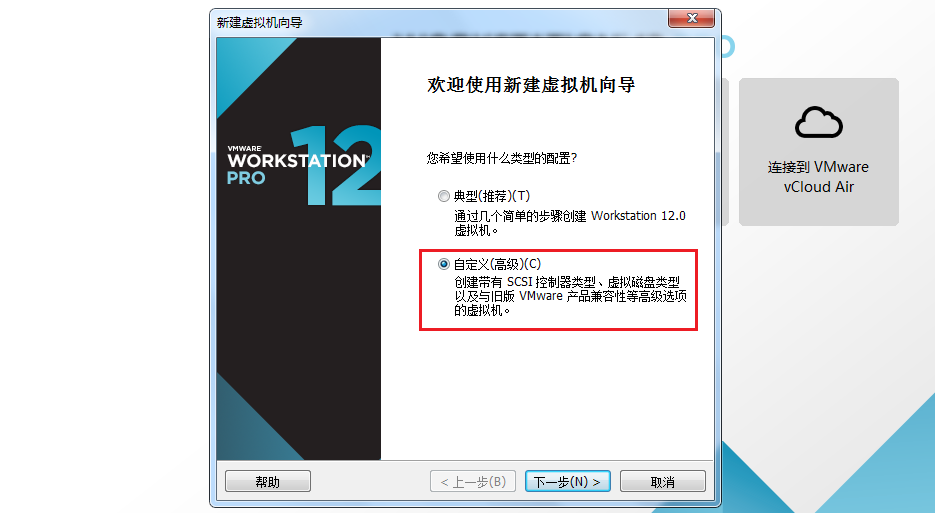 新建虚拟机向导
VMWARE
WORKSTATION™
PRO 12
欢迎使用新建虚拟机向导
您希望使用什么类型的配置?
典型(推荐)(T)
通过几个简单的步骤创建 Workstation 12.0
虚拟机。
自定义(高级)(C)
创建带有 SCSI 控制器类型、虚拟磁盘类型
以及与旧版 VMware 产品兼容性等高级选项
的虚拟机。
连接到 VMware
vCloud Air
帮助
< 上一步(B)
下一步(N) >
取消